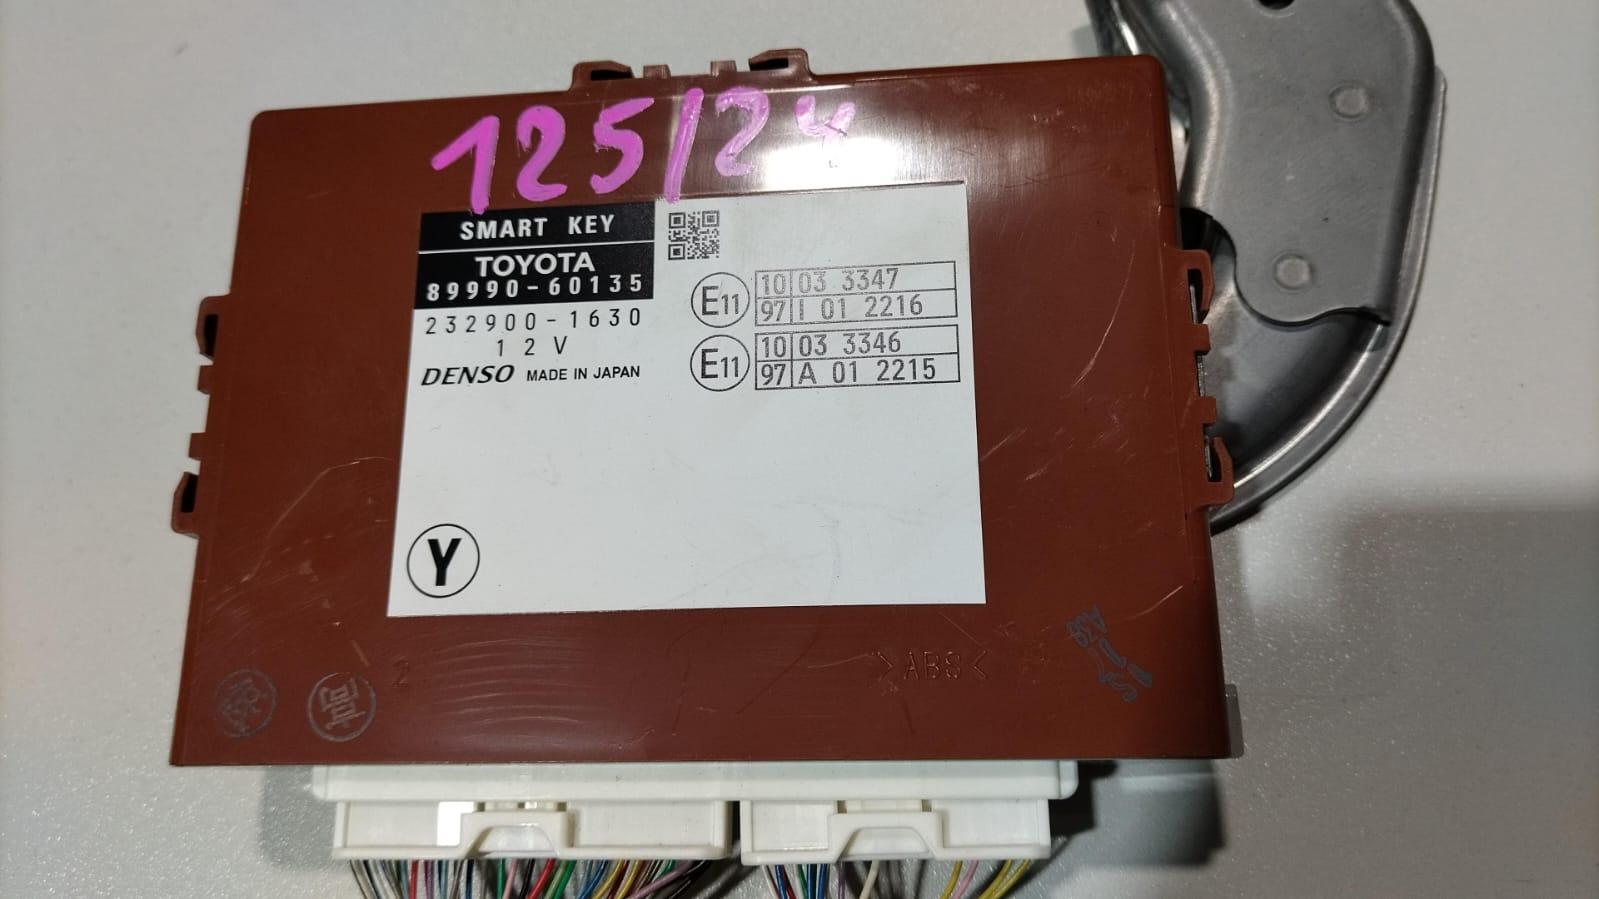 125/24
SMART KEY
TOYOTA
89990-60135
232900-1630
12V
DENSO MADE IN JAPAN
E11
10 03 3347
97 I 01 2216
E11
10 03 3346
97 A 01 2215
Y
2
>ABS<